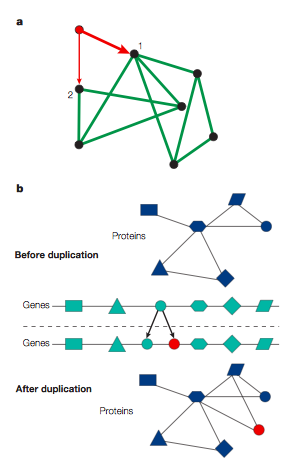 a
1
2
b
Proteins
Before duplication
Genes
Genes
After duplication
Proteins